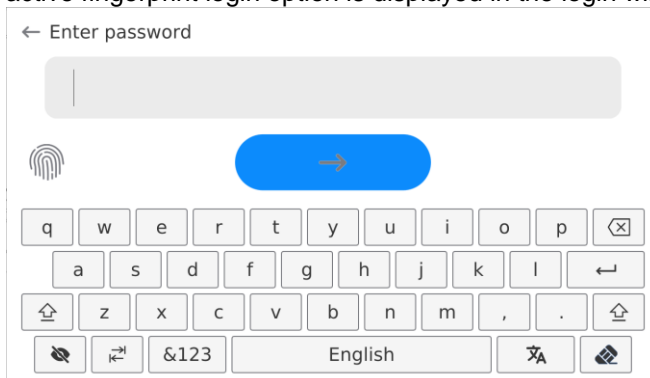 active fingerprint login option is displayed in the login
← Enter password
q w e r t y u i o p
a s d f g h j k l
z x c v b n m , .
&123 English